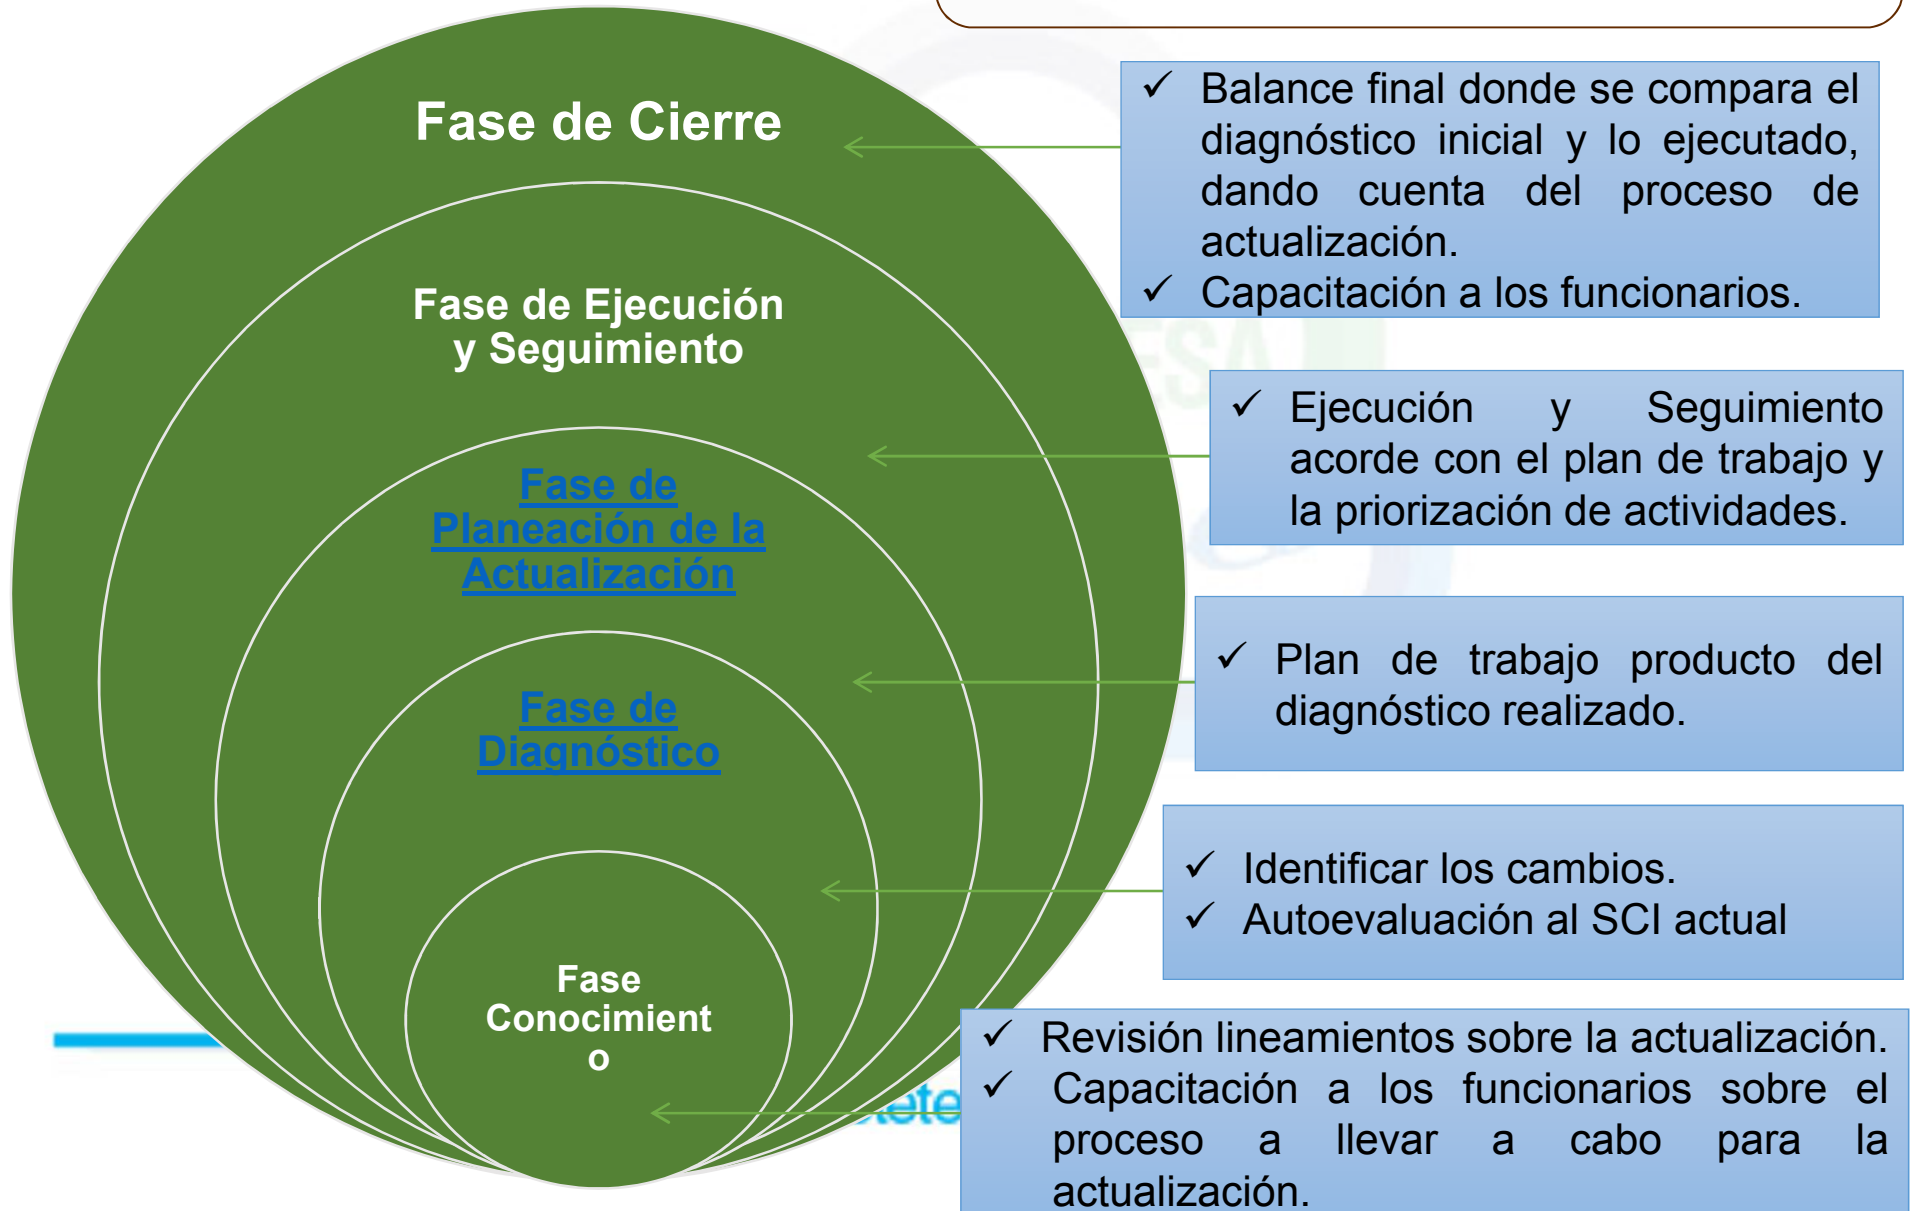 Fase de Cierre
Fase de Ejecución
y Seguimiento
Fase de
Planeación de la
Actualización
Fase de
Diagnóstico
Fase
Conocimient
o
✓ Balance final donde se compara el
diagnóstico inicial y lo ejecutado,
dando cuenta del proceso de
actualización.
✓ Capacitación a los funcionarios.
✓ Ejecución y Seguimiento
acorde con el plan de trabajo y
la priorización de actividades.
✓ Plan de trabajo producto del
diagnóstico realizado.
✓ Identificar los cambios.
✓ Autoevaluación al SCI actual
✓ Revisión lineamientos sobre la actualización.
✓ Capacitación a los funcionarios sobre el
proceso a llevar a cabo para la
actualización.